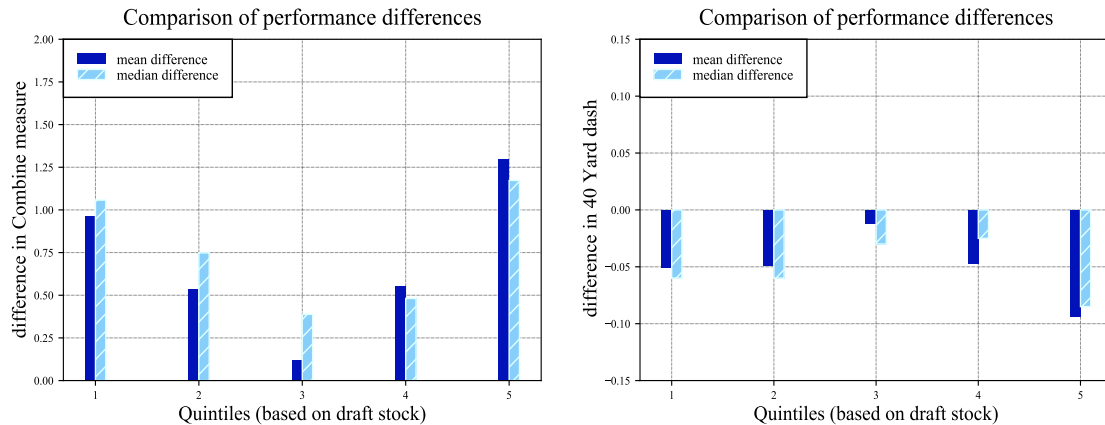 Comparison of performance differences
2.00
1.75
1.50
1.25
1.00
0.75
0.50
0.25
0.00
mean difference
median difference
difference in Combine measure
1 2 3 4 5
Quintiles (based on draft stock)
Comparison of performance differences
0.15
0.10
0.05
0.00
−0.05
−0.10
−0.15
mean difference
median difference
difference in 40 Yard dash
1 2 3 4 5
Quintiles (based on draft stock)